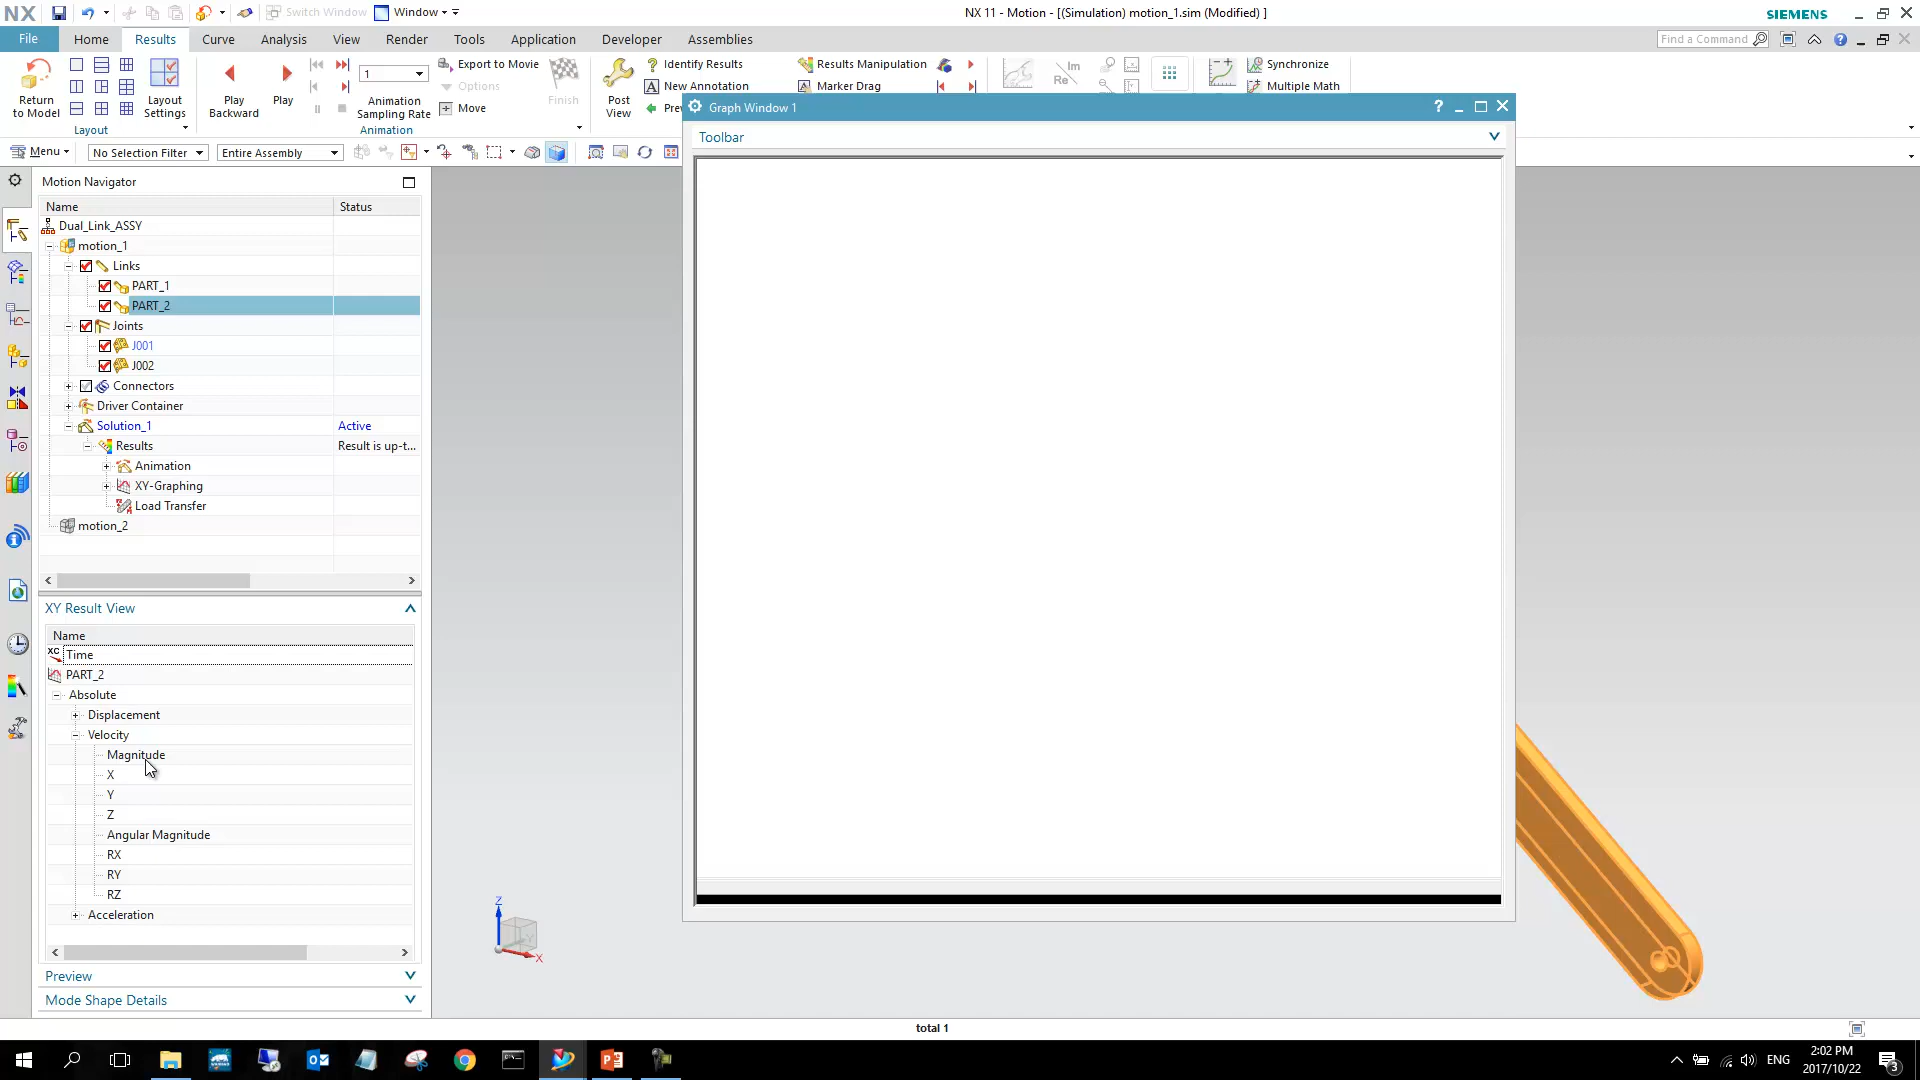 NX
Switch Window
Window
NX 11 - Motion - [(Simulation) motion_1.sim (Modified) ]
SIEMENS
File
Home
Results
Curve
Analysis
View
Render
Tools
Application
Developer
Assemblies
Find a Command
Return to Model
Layout Settings
Layout
Play Backward
Play
1
Animation Sampling Rate
Animation
Export to Movie
Options
Move
Finish
Post View
Identify Results
New Annotation
Prev
Results Manipulation
Marker Drag
Re
Im
Synchronize
Multiple Math
Menu
No Selection Filter
Entire Assembly
Graph Window 1
?
Toolbar
Motion Navigator
Name
Status
Dual_Link_ASSY
motion_1
Links
PART_1
PART_2
Joints
J001
J002
Connectors
Driver Container
Solution_1
Active
Results
Result is up-t...
Animation
XY-Graphing
Load Transfer
motion_2
XY Result View
Name
XC
Time
PART_2
Absolute
Displacement
Velocity
Magnitude
X
Y
Z
Angular Magnitude
RX
RY
RZ
Acceleration
Preview
Mode Shape Details
Z
Y
X
total 1
ENG
2:02 PM
2017/10/22
3